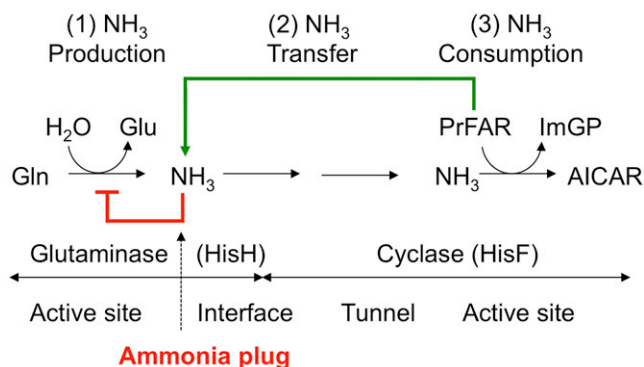 (1) NH₃ (2) NH₃ (3) NH₃
Production Transfer Consumption
H₂O Glu PrFAR ImGP
Gln NH₃ NH₃ AICAR
Glutaminase (HisH) Cyclase (HisF)
Active site Interface Tunnel Active site
Ammonia plug